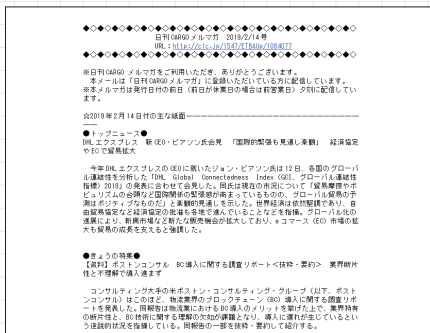 ◆◇◆◇◆◇◆◇◆◇◆◇◆◇◆◇◆◇◆◇◆◇◆◇◆◇◆◇◆◇
日刊CARGOメルマガ 2019/2/14号
URL：http://clc.jp/1547/ETBAUp/1084077
◆◇◆◇◆◇◆◇◆◇◆◇◆◇◆◇◆◇◆◇◆◇◆◇◆◇◆◇◆◇
※日刊CARGO メルマガをご利用いただき、ありがとうございます。
本メールは「日刊CARGO メルマガ」に登録いただいている方に配信しています。
※本メルマガは発行日付の前日（前日が休業日の場合は前営業日）夕刻に配信してい
ます。
☆2019年2月14日付の主な紙面――――――――――――――――――――
――
●トップニュース●
DHL エクスプレス 新CEO・ピアソン氏会見 「国際的緊張も見通し楽観」 経済協定
やECで貿易拡大
今年DHL エクスプレスのCEOに就いたジョン・ピアソン氏は12日、各国のグローバ
ル連結性を分析した「DHL Global Connectedness Index（GCI、グローバル連結性
指標）2018」の発表に合わせて会見した。同氏は現在の市況について「貿易摩擦やポ
ピュリズムの台頭など国際関係の緊張感が高まっているものの、グローバル貿易の予
測はポジティブなものだ」と楽観的見通しを示した。世界経済は依然堅調であり、自
由貿易協定など経済協定の批准も各地で進んでいることなどを指摘。グローバル化の
進展により、新興市場など新たな販売機会が拡大しており、eコマース（EC）市場の拡
大も貿易の成長を支えると強調した。
●きょうの特集●
【資料】ボストンコンサル BC導入に関する調査リポート＜抜粋・要約＞ 業界断片
性と不理解で導入進まず
コンサルティング大手の米ボストン・コンサルティング・グループ（以下、ボスト
ンコンサル）はこのほど、物流業界のブロックチェーン（BC）導入に関する調査リポ
ートを発表した。同報告は物流業におけるBC導入のメリットを挙げた上で、業界特有
の断片性と、BC技術に関する理解の欠如が課題となり、導入に遅れが生じているとい
う逆説的状況を指摘している。同報告の一部を抜粋・要約して紹介する。